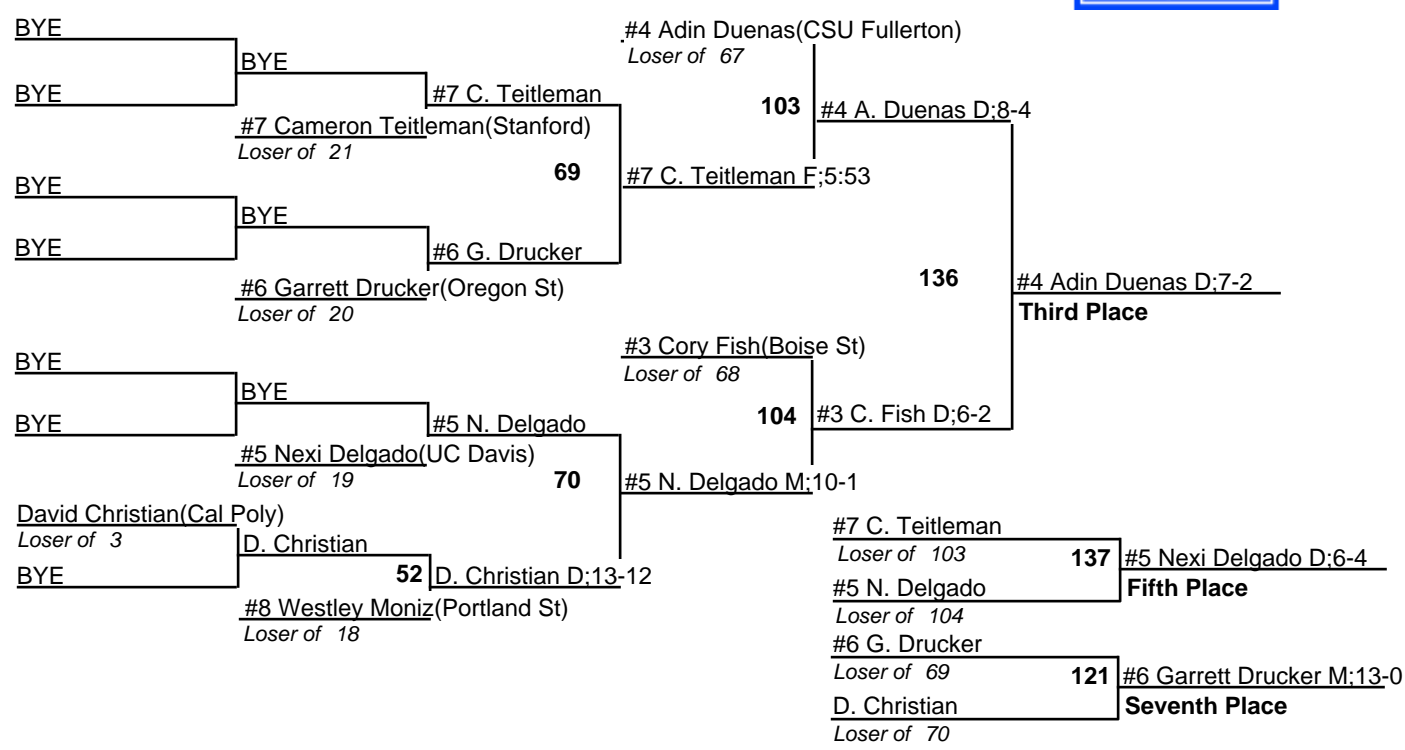 BYE
BYE
BYE
#7 C. Teitleman
#7 Cameron Teitleman(Stanford)
Loser of 21
69
BYE
BYE
BYE
#6 G. Drucker
#6 Garrett Drucker(Oregon St)
Loser of 20
#4 Adin Duenas(CSU Fullerton)
Loser of 67
103
#4 A. Duenas D;8-4
#7 C. Teitleman F;5:53
136
#4 Adin Duenas D;7-2
Third Place
BYE
BYE
BYE
#5 N. Delgado
#5 Nexi Delgado(UC Davis)
Loser of 19
70
David Christian(Cal Poly)
Loser of 3
D. Christian
BYE
52
D. Christian D;13-12
#8 Westley Moniz(Portland St)
Loser of 18
#3 Cory Fish(Boise St)
Loser of 68
104
#3 C. Fish D;6-2
#5 N. Delgado M;10-1
#7 C. Teitleman
Loser of 103
137
#5 Nexi Delgado D;6-4
#5 N. Delgado
Fifth Place
Loser of 104
#6 G. Drucker
Loser of 69
121
#6 Garrett Drucker M;13-0
D. Christian
Seventh Place
Loser of 70